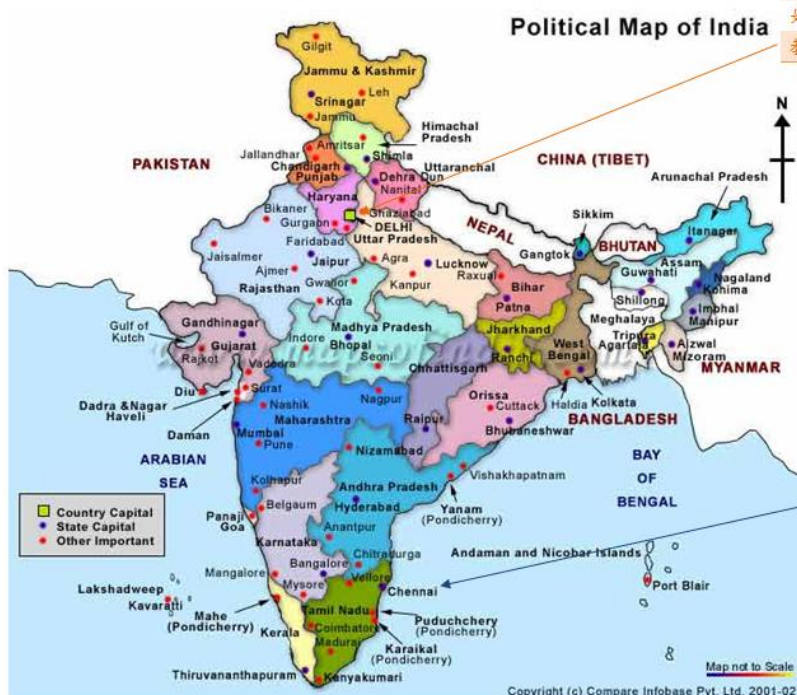 Political Map of India
Gilgit
Jammu & Kashmir
Leh
Srinagar
Jammu
Himachal
Pradesh
N
PAKISTAN
Amritsar
Jallandhar
Shimla
Chandigarh
Punjab
Uttaranchal
Dehra Dun
Nanital
CHINA (TIBET)
Arunachal Pradesh
Haryana
Ghaziabad
DELHI
Bikaner
Gurgaon
Faridabad
Uttar Pradesh
NEPAL
Sikkim
BHUTAN
Itanagar
Jaisalmer
Jaipur
Agra
Lucknow
Raxual
Gangtok
Assam
Guwahati
Nagaland
Kohima
Ajmer
Rajasthan
Gwalior
Kanpur
Bihar
Patna
Shillong
Meghalaya
Imphal
Manipur
Kota
Gandhinagar
Gujarat
Gulf of
Kutch
Rajkot
Madhya Pradesh
Bhopal
Indore
Seoni
Jharkhand
Ranchi
West
Bengal
Tripura
Agartala
Aizwal
Mizoram
MYANMAR
Vadodra
Surat
Diu
Dadra & Nagar
Haveli
Daman
Chhattisgarh
Raipur
Orissa
Cuttack
Bhubaneshwar
Haldia
Kolkata
BANGLADESH
Nashik
Nagpur
Maharashtra
Mumbai
Pune
Nizamabad
Vishakhapatnam
ARABIAN
SEA
BAY
OF
BENGAL
Andhra Pradesh
Hyderabad
Yanam
(Pondicherry)
Country Capital
State Capital
Other Important
Kolhapur
Belgaum
Panaji
Goa
Karnataka
Anantpur
Chitradurga
Andaman and Nicobar Islands
Port Blair
Mangalore
Bangalore
Vellore
Chennai
Mysore
Lakshadweep
Kavaratti
Mahe
(Pondicherry)
Tamil Nadu
Puduchchery
(Pondicherry)
Coimbatore
Karaikal
(Pondicherry)
Kerala
Madurai
Thiruvananthapuram
Kanyakumari
Map not to Scale
Copyright (c) Compare Infobase Pvt. Ltd. 2001-02